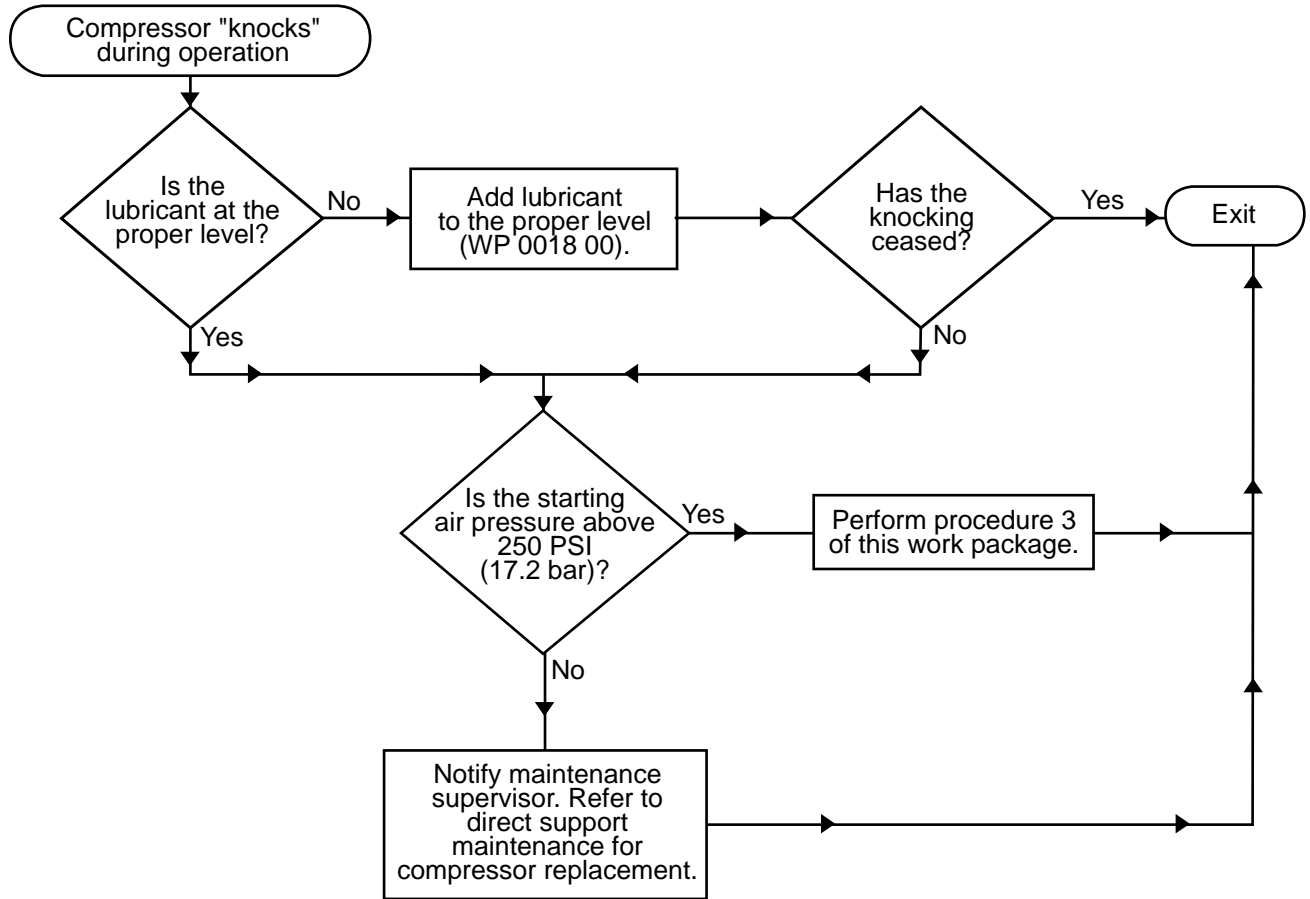 Compressor "knocks"
during operation
Is the
lubricant at the
proper level?
No
Add lubricant
to the proper level
(WP 0018 00).
Has the
knocking
ceased?
Yes
Exit
Yes
No
Is the starting
air pressure above
250 PSI
(17.2 bar)?
Yes
Perform procedure 3
of this work package.
No
Notify maintenance
supervisor. Refer to
direct support
maintenance for
compressor replacement.